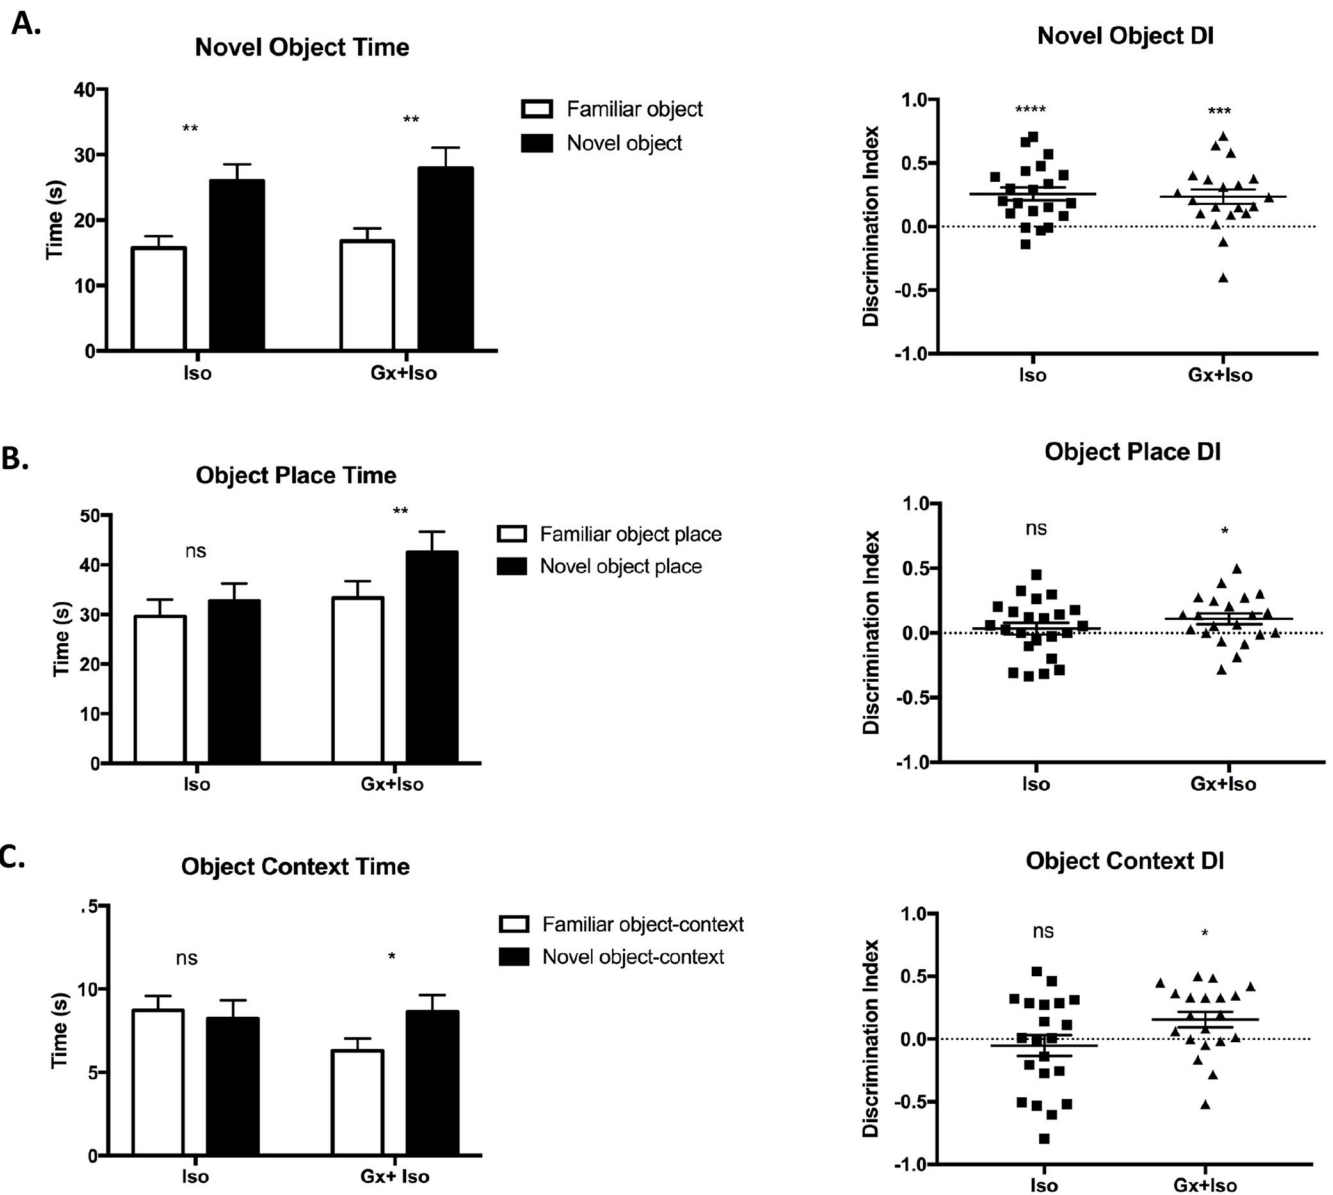 A.
Novel Object Time
40
30
20
10
0
Time (s)
**
**
Iso
Gx+Iso
Familiar object
Novel object
Novel Object DI
1.0
0.5
0.0
-0.5
-1.0
Discrimination Index
****
***
Iso
Gx+Iso
B.
Object Place Time
50
40
30
20
10
0
Time (s)
ns
**
Iso
Gx+Iso
Familiar object place
Novel object place
Object Place DI
1.0
0.5
0.0
-0.5
-1.0
Discrimination Index
ns
*
Iso
Gx+Iso
C.
Object Context Time
.5
10
5
0
Time (s)
ns
*
Iso
Gx+ Iso
Familiar object-context
Novel object-context
Object Context DI
1.0
0.5
0.0
-0.5
-1.0
Discrimination Index
ns
*
Iso
Gx+Iso